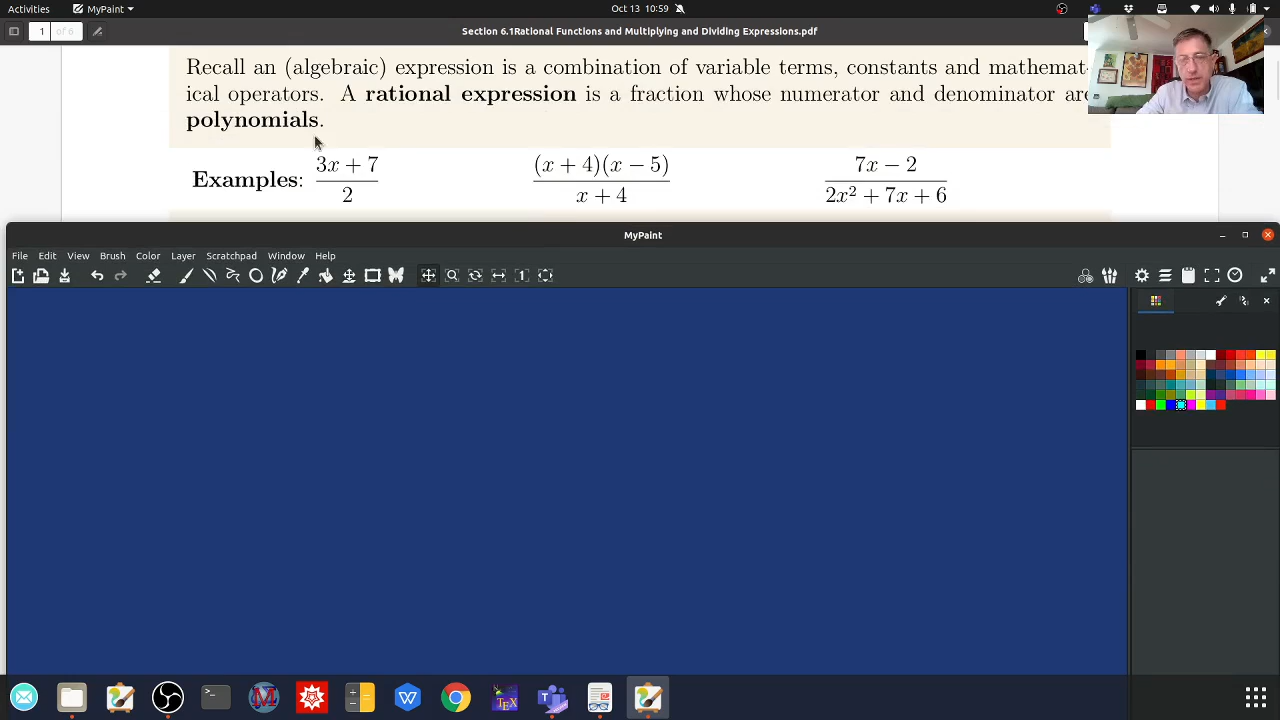 Activities MyPaint Oct 13 10:59
1 of 6 Section 6.1Rational Functions and Multiplying and Dividing Expressions.pdf
Recall an (algebraic) expression is a combination of variable terms, constants and mathemat-
ical operators. A rational expression is a fraction whose numerator and denominator are
polynomials.
Examples: 3x + 7 / 2 (x + 4)(x − 5) / x + 4 7x − 2 / 2x² + 7x + 6
MyPaint
File Edit View Brush Color Layer Scratchpad Window Help